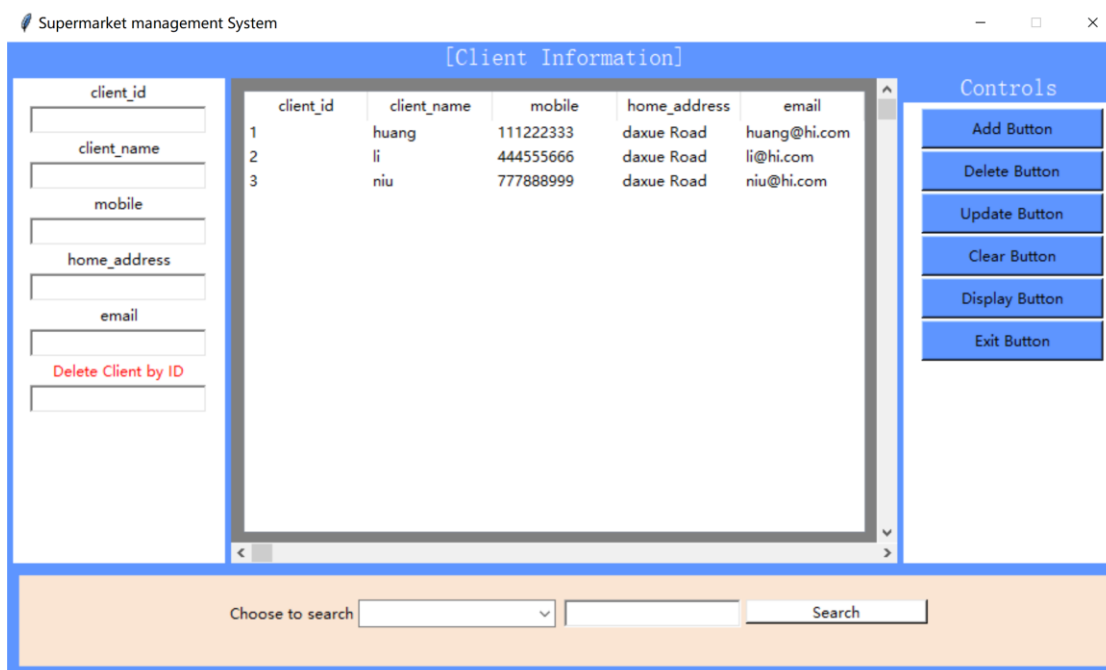 Supermarket management System
[Client Information]
client_id
client_name
mobile
home_address
email
Delete Client by ID
client_id client_name mobile home_address email
1 huang 111222333 daxue Road huang@hi.com
2 li 444555666 daxue Road li@hi.com
3 niu 777888999 daxue Road niu@hi.com
Controls
Add Button
Delete Button
Update Button
Clear Button
Display Button
Exit Button
Choose to search Search